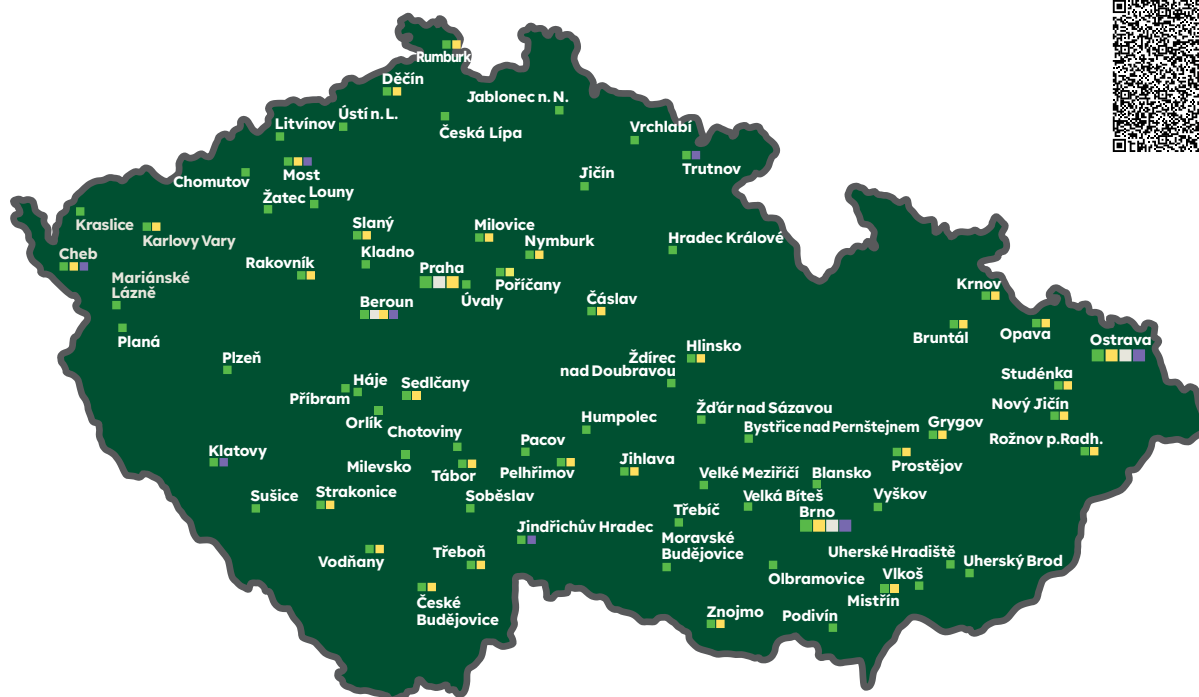 Rumburk
Děčín
Jablonec n. N.
Ústí n. L.
Litvínov
Česká Lípa
Vrchlabí
Trutnov
Most
Chomutov
Jičín
Žatec
Louny
Kraslice
Karlovy Vary
Slaný
Milovice
Nymburk
Hradec Králové
Cheb
Kladno
Rakovník
Praha
Poříčany
Mariánské
Lázně
Úvaly
Beroun
Čáslav
Krnov
Planá
Bruntál
Opava
Ostrava
Plzeň
Hlinsko
Ždírec
nad Doubravou
Studénka
Háje
Sedlčany
Příbram
Nový Jičín
Orlík
Humpolec
Žďár nad Sázavou
Bystřice nad Pernštejnem
Grygov
Rožnov p.Radh.
Chotoviny
Pacov
Klatovy
Milevsko
Tábor
Pelhřimov
Jihlava
Prostějov
Velké Meziříčí
Blansko
Sušice
Strakonice
Soběslav
Velká Bíteš
Vyškov
Třebíč
Brno
Jindřichův Hradec
Moravské
Budějovice
Vodňany
Třeboň
Uherské Hradiště
Uherský Brod
Olbramovice
Vlkoš
Mistřín
České
Budějovice
Znojmo
Podivín